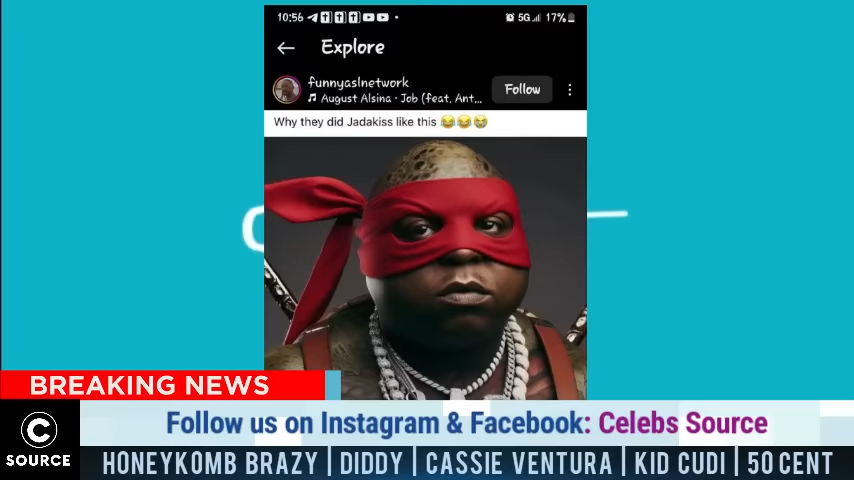 10:56
5G 17%
Explore
funnyaslnetwork
August Alsina · Job (feat. Ant...
Follow
Why they did Jadakiss like this 😂😂😭
BREAKING NEWS
C
SOURCE
Follow us on Instagram & Facebook: Celebs Source
HONEYKOMB BRAZY | DIDDY | CASSIE VENTURA | KID CUDI | 50 CENT